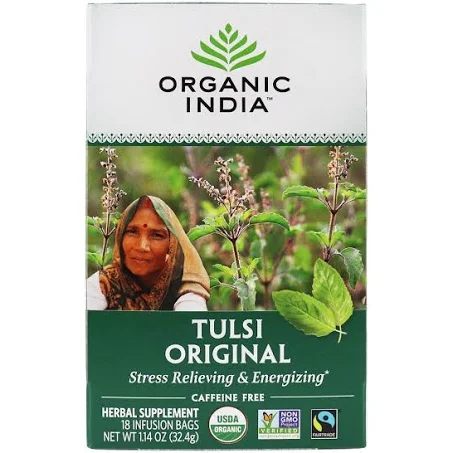 ORGANIC
INDIA™
TULSI
ORIGINAL
Stress Relieving & Energizing*
CAFFEINE FREE
HERBAL SUPPLEMENT
18 INFUSION BAGS
NET WT 1.14 OZ (32.4g)
USDA
ORGANIC
NON
GMO
Project
VERIFIED
FAIRTRADE